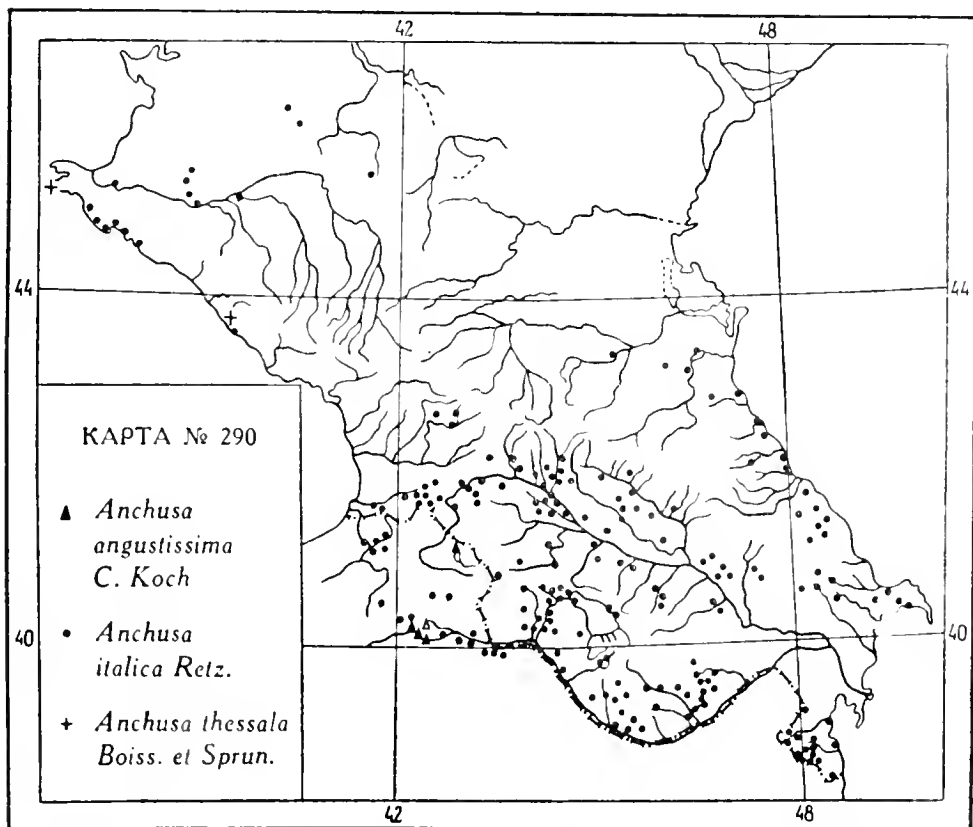 42 48
44 44
КАРТА № 290
Anchusa
angustissima
C. Koch
Anchusa
italica Retz.
Anchusa thessala
Boiss. et Sprun.
40 40
42 48